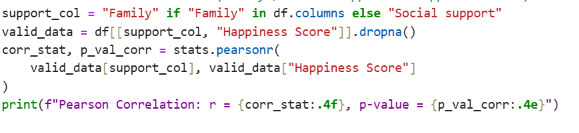 support_col = "Family" if "Family" in df.columns else "Social support"
valid_data = df[[support_col, "Happiness Score"]].dropna()
corr_stat, p_val_corr = stats.pearsonr(
    valid_data[support_col], valid_data["Happiness Score"]
)
print(f"Pearson Correlation: r = {corr_stat:.4f}, p-value = {p_val_corr:.4e}")